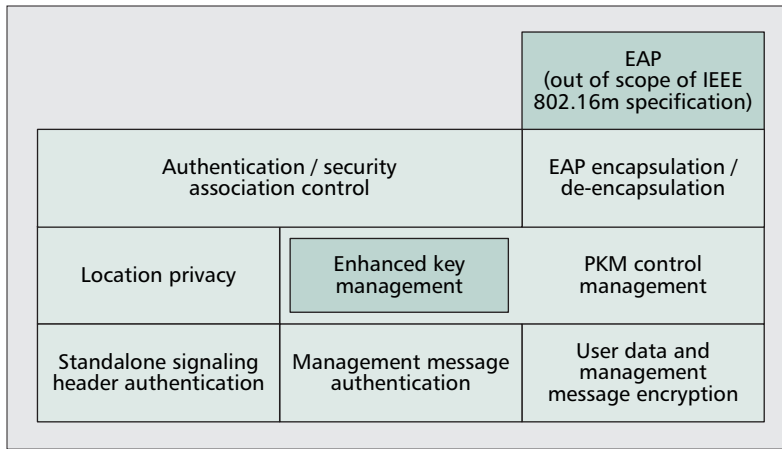 EAP
(out of scope of IEEE
802.16m specification)
Authentication / security
association control
EAP encapsulation /
de-encapsulation
Location privacy
Enhanced key
management
PKM control
management
Standalone signaling
header authentication
Management message
authentication
User data and
management
message encryption